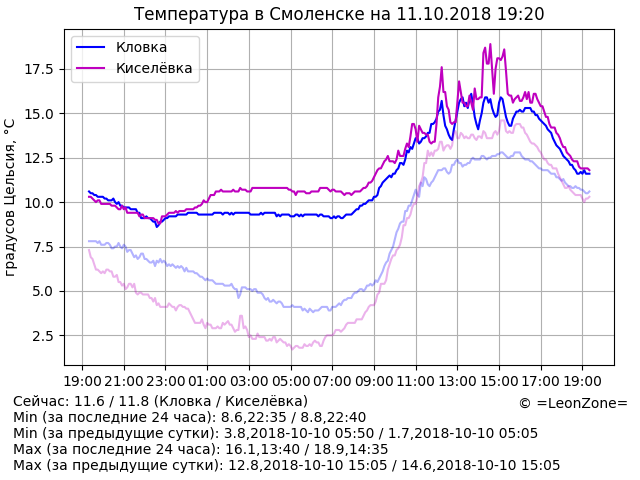 Температура в Смоленске на 11.10.2018 19:20
Кловка
Киселёвка
градусов Цельсия, °C
17.5
15.0
12.5
10.0
7.5
5.0
2.5
19:00 21:00 23:00 01:00 03:00 05:00 07:00 09:00 11:00 13:00 15:00 17:00 19:00
Сейчас: 11.6 / 11.8 (Кловка / Киселёвка)
© =LeonZone=
Min (за последние 24 часа): 8.6,22:35 / 8.8,22:40
Min (за предыдущие сутки): 3.8,2018-10-10 05:50 / 1.7,2018-10-10 05:05
Max (за последние 24 часа): 16.1,13:40 / 18.9,14:35
Max (за предыдущие сутки): 12.8,2018-10-10 15:05 / 14.6,2018-10-10 15:05